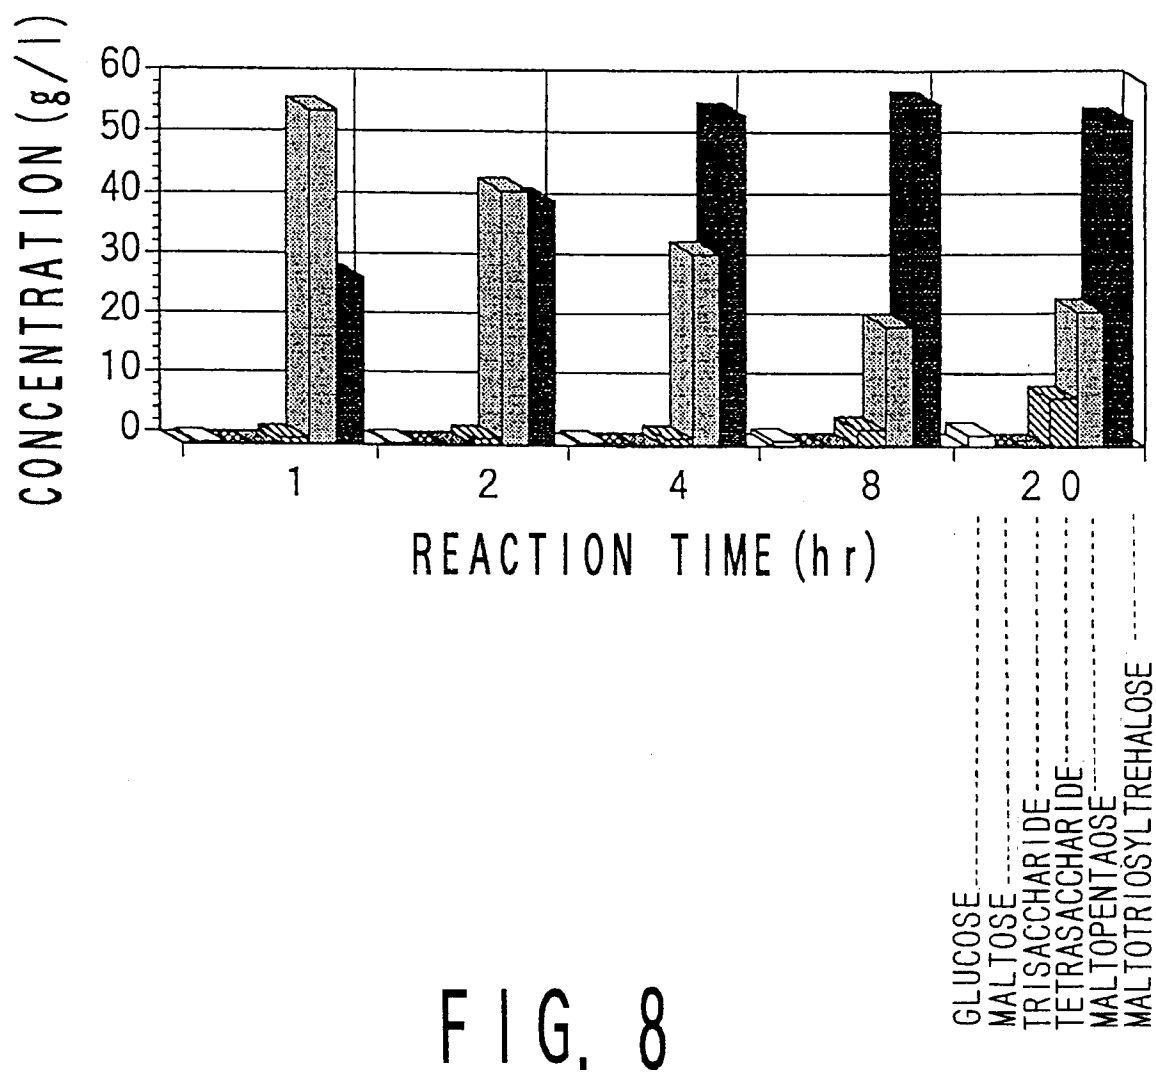 CONCENTRATION (g/l)
60
50
40
30
20
10
0
1 2 4 8 20
REACTION TIME (hr)
GLUCOSE
MALTOSE
TRISACCHARIDE
TETRASACCHARIDE
MALTOPENTAOSE
MALTOTRIOSYLTREHALOSE
FIG. 8